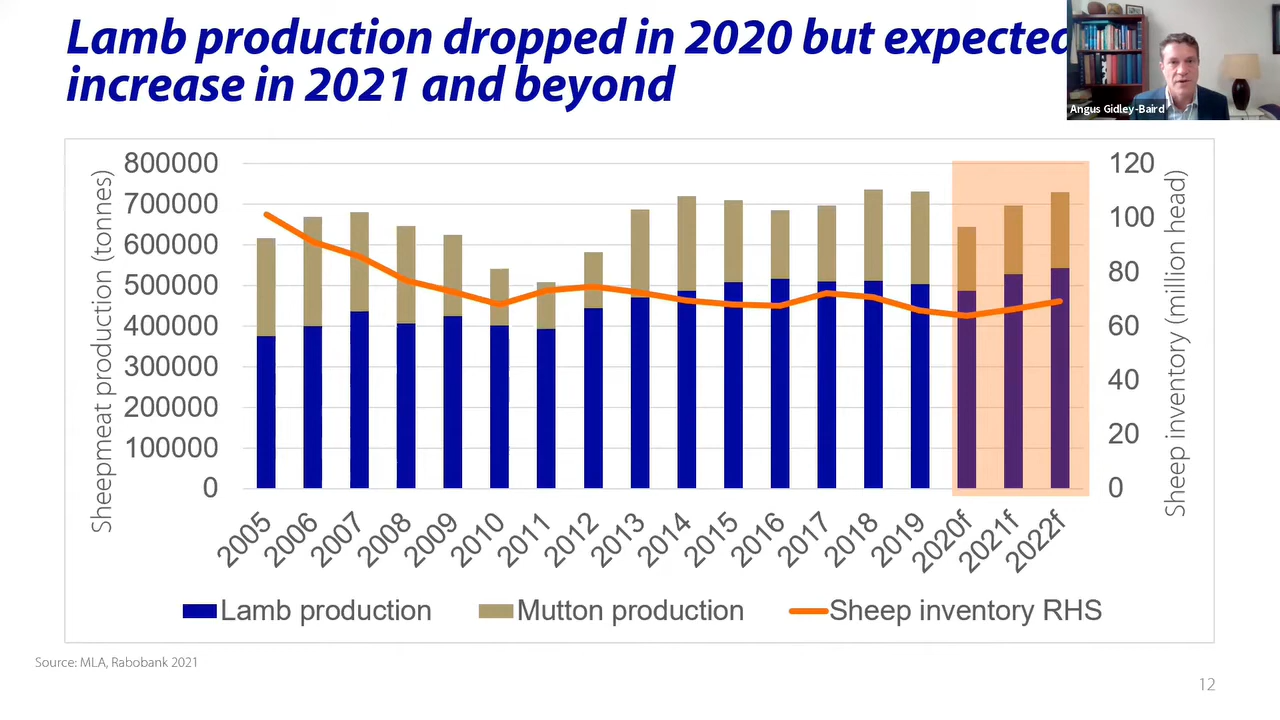 Lamb production dropped in 2020 but expected
increase in 2021 and beyond
Angus Gidley-Baird
Sheepmeat production (tonnes)
800000
700000
600000
500000
400000
300000
200000
100000
0
120
100
80
60
40
20
0
Sheep inventory (million head)
2005
2006
2007
2008
2009
2010
2011
2012
2013
2014
2015
2016
2017
2018
2019
2020f
2021f
2022f
Lamb production
Mutton production
Sheep inventory RHS
Source: MLA, Rabobank 2021
12